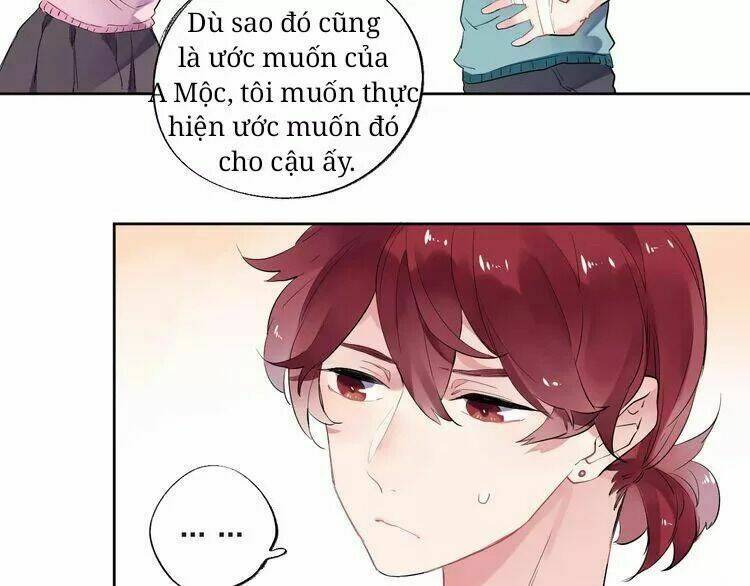 Dù sao đó cũng
là ước muốn của
A Mộc, tôi muốn thực
hiện ước muốn đó
cho cậu ấy.
... ...